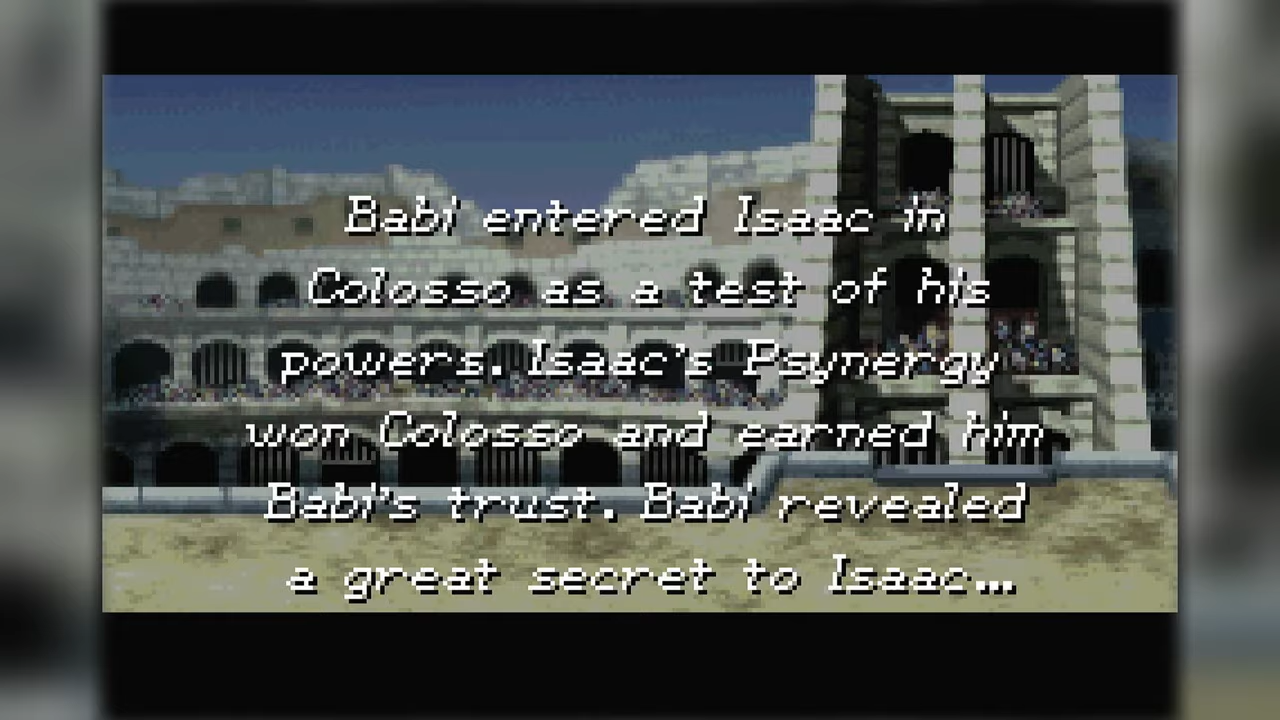 Babi entered Isaac in
Colosso as a test of his
powers. Isaac's Psynergy
won Colosso and earned him
Babi's trust. Babi revealed
a great secret to Isaac...